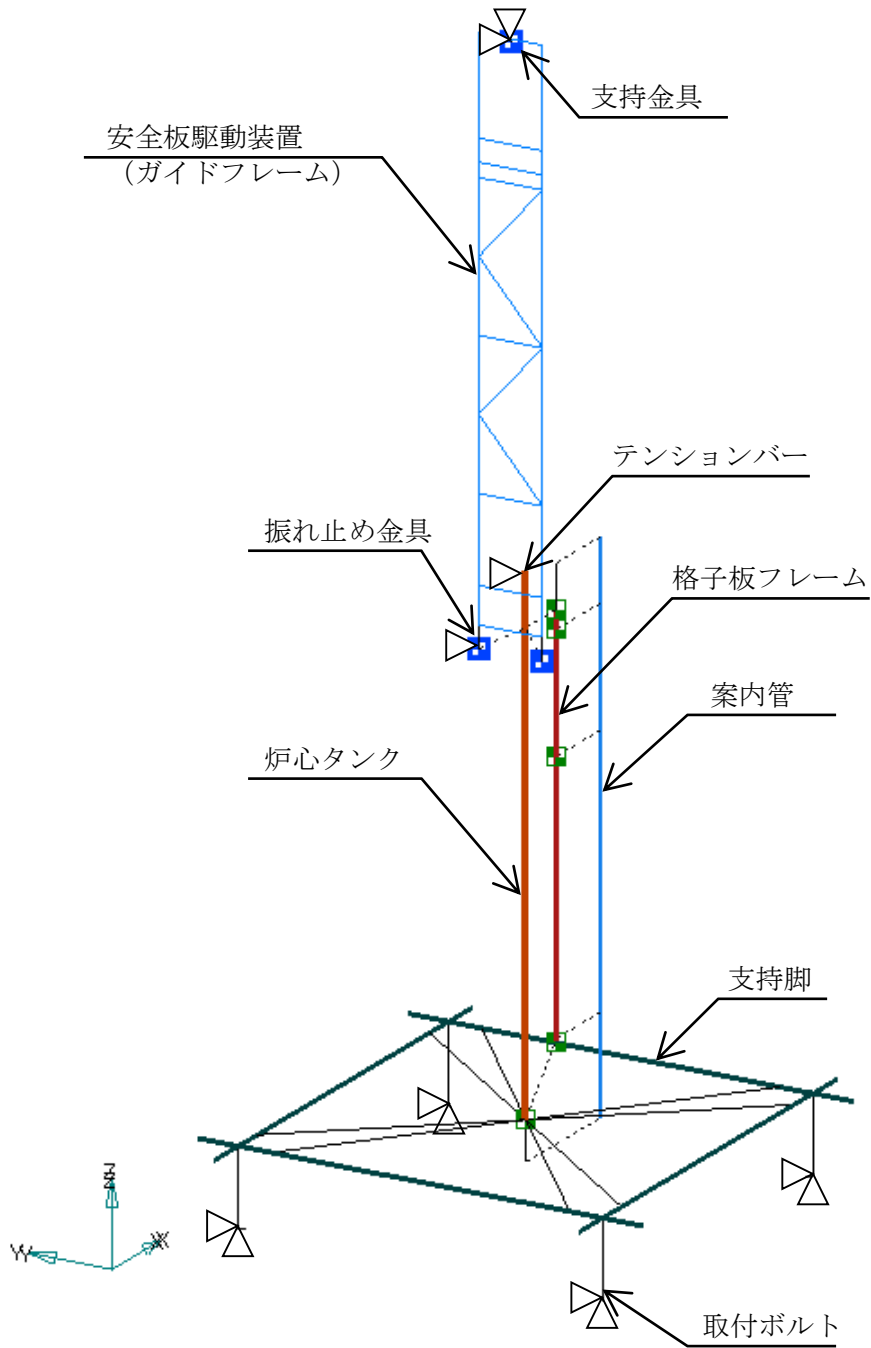 支持金具
安全板駆動装置
（ガイドフレーム）
テンションバー
振れ止め金具
格子板フレーム
案内管
炉心タンク
支持脚
Z
Y
X
取付ボルト